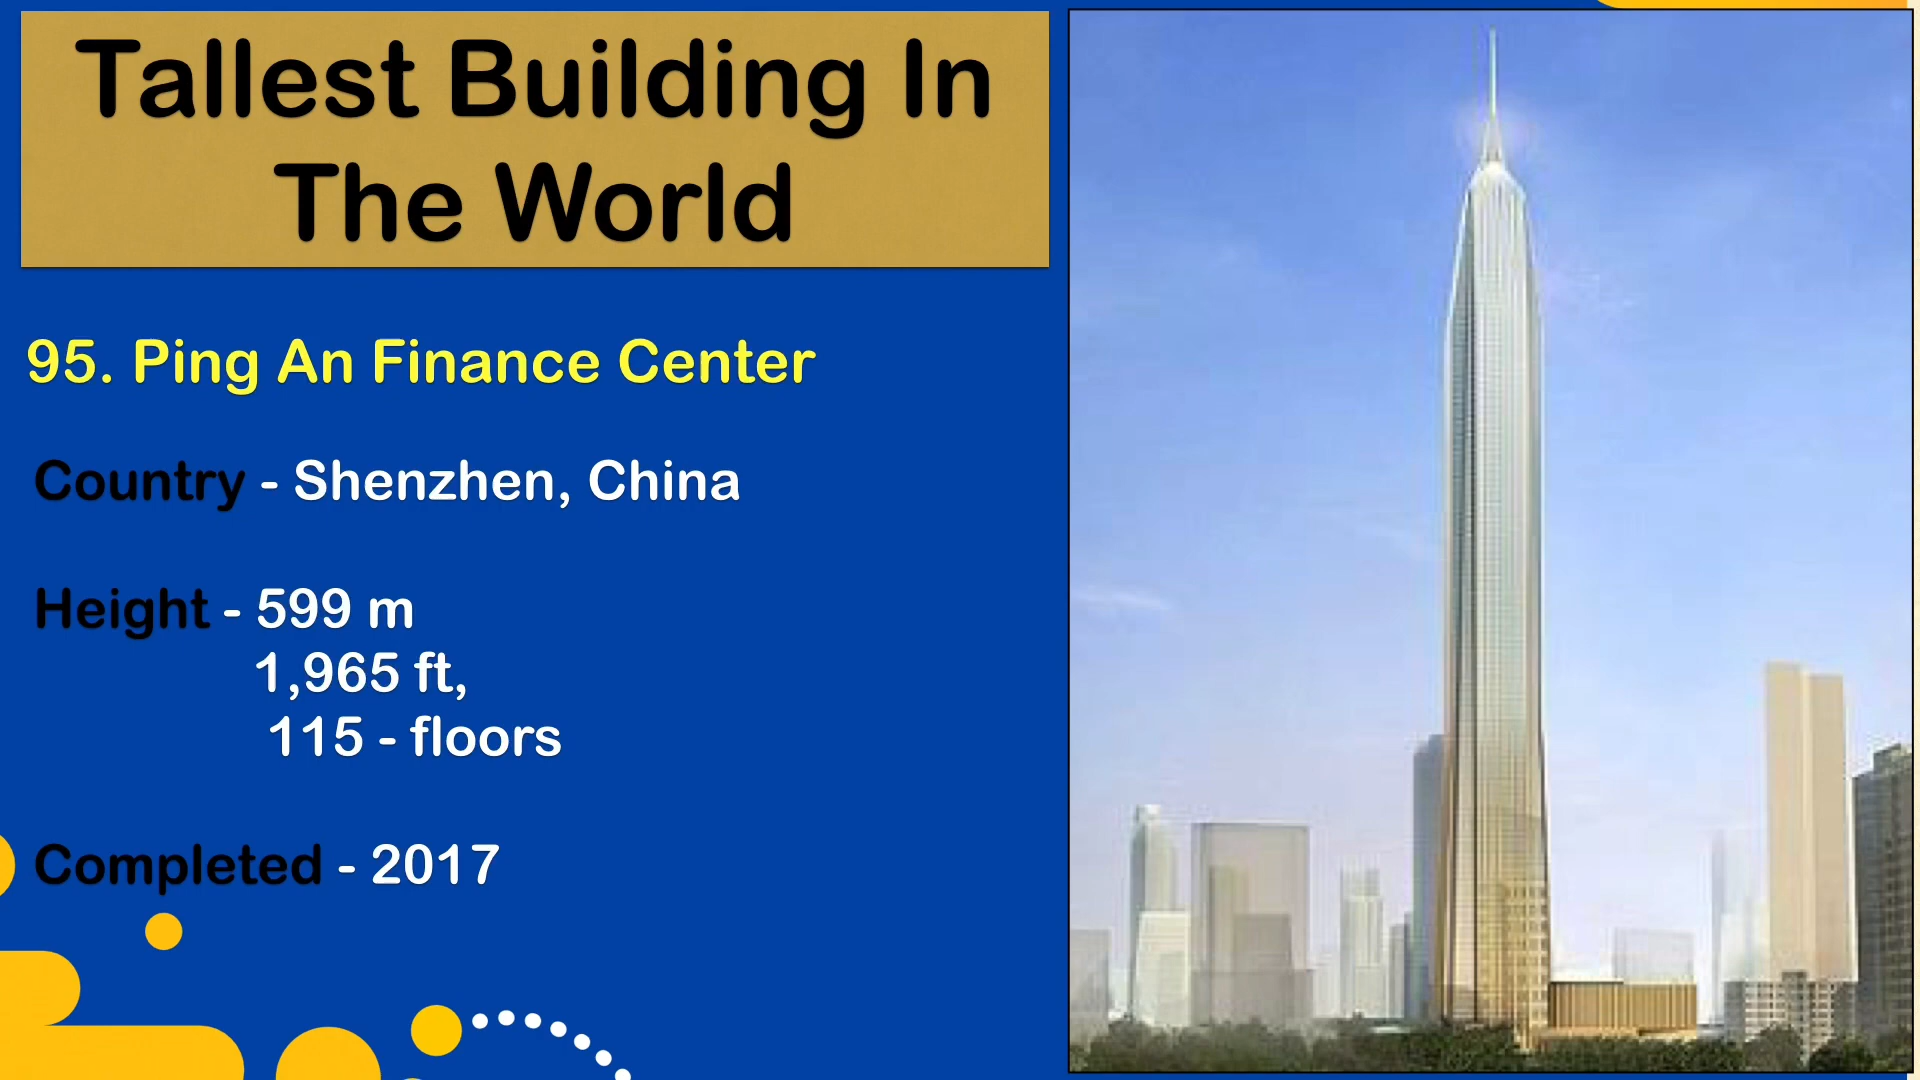 Tallest Building In
The World
95. Ping An Finance Center
Country - Shenzhen, China
Height - 599 m
1,965 ft,
115 - floors
Completed - 2017